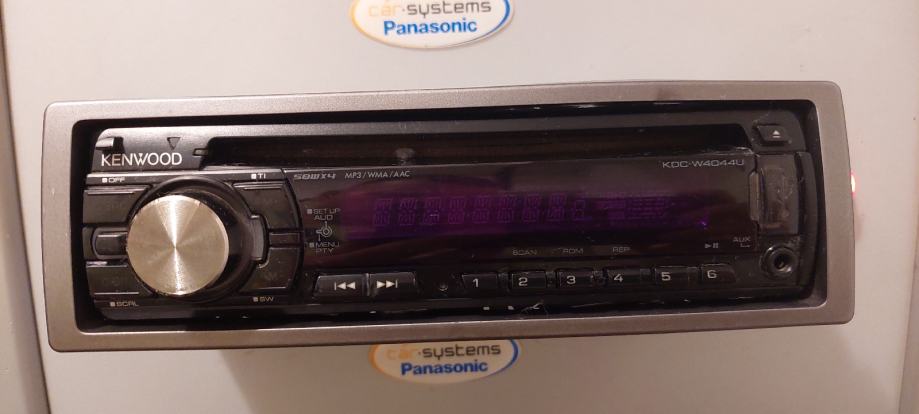 car·systems
Panasonic
KENWOOD
OFF
TI
50WX4 MP3/WMA/AAC
KDC-W4044U
SET UP
AUD
MENU
PTY
SCAN RDM REP
AUX
1 2 3 4 5 6
SCRL
SW
car·systems
Panasonic